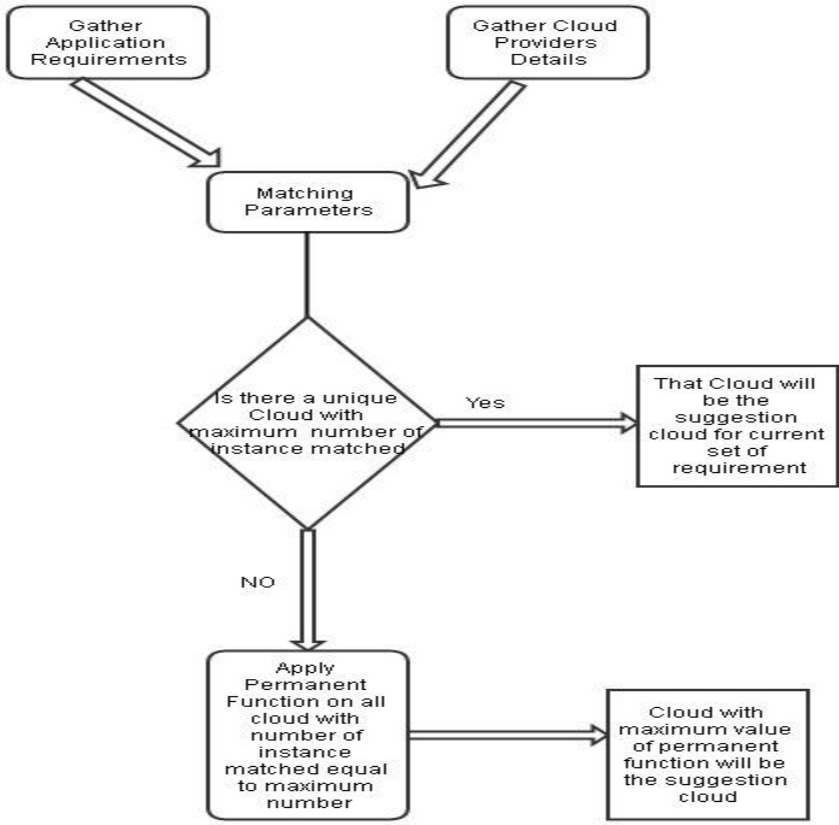 Gather
Application
Requirements
Gather Cloud
Providers
Details
Matching
Parameters
Is there a unique
Cloud with
maximum number of
instance matched
Yes
That Cloud will
be the
suggestion
cloud for current
set of
requirement
NO
Apply
Permanent
Function on all
cloud with
number of
instance
matched equal
to maximum
number
Cloud with
maximum value
of permanent
function will be
the suggestion
cloud